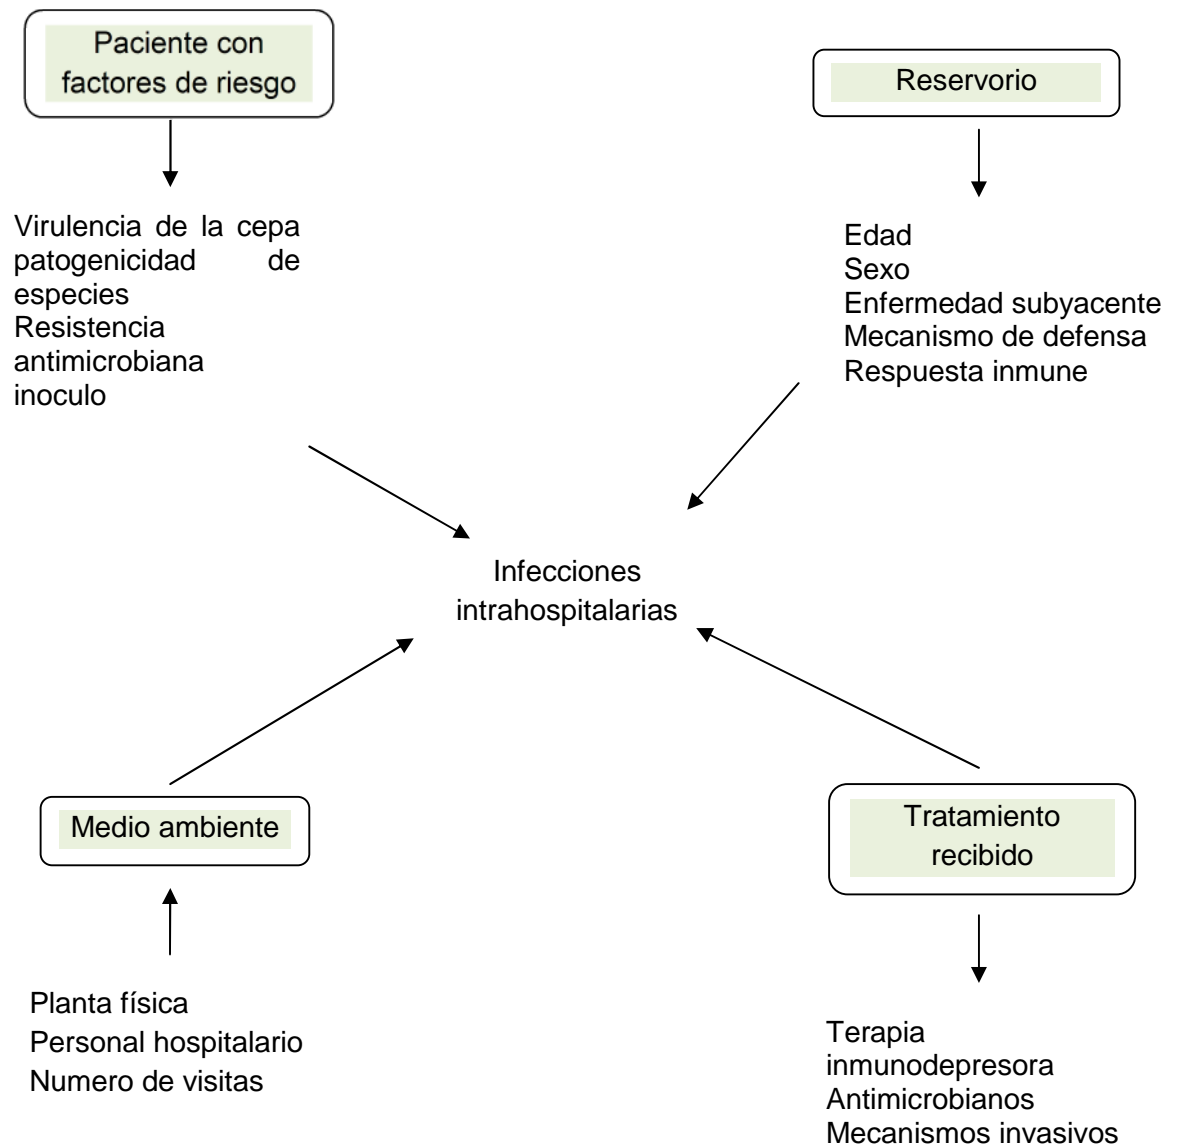 Paciente con
factores de riesgo
Reservorio
Virulencia de la cepa
patogenicidad de
especies
Resistencia
antimicrobiana
inoculo
Edad
Sexo
Enfermedad subyacente
Mecanismo de defensa
Respuesta inmune
Infecciones
intrahospitalarias
Medio ambiente
Tratamiento
recibido
Planta física
Personal hospitalario
Numero de visitas
Terapia
inmunodepresora
Antimicrobianos
Mecanismos invasivos